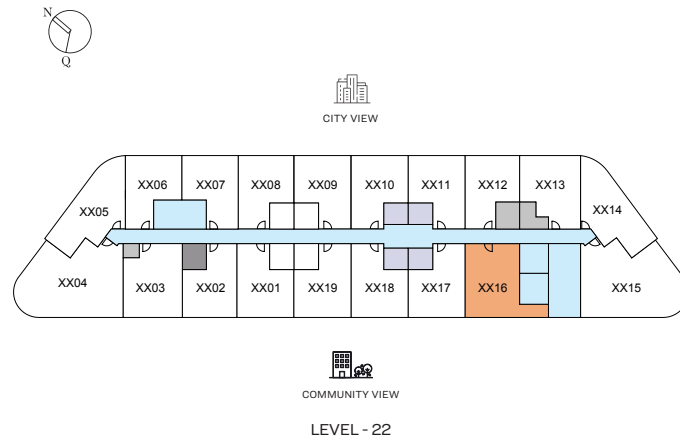 N
Q
CITY VIEW
XX06 XX07 XX08 XX09 XX10 XX11 XX12 XX13
XX05 XX14
XX04 XX03 XX02 XX01 XX19 XX18 XX17 XX16 XX15
COMMUNITY VIEW
LEVEL - 22